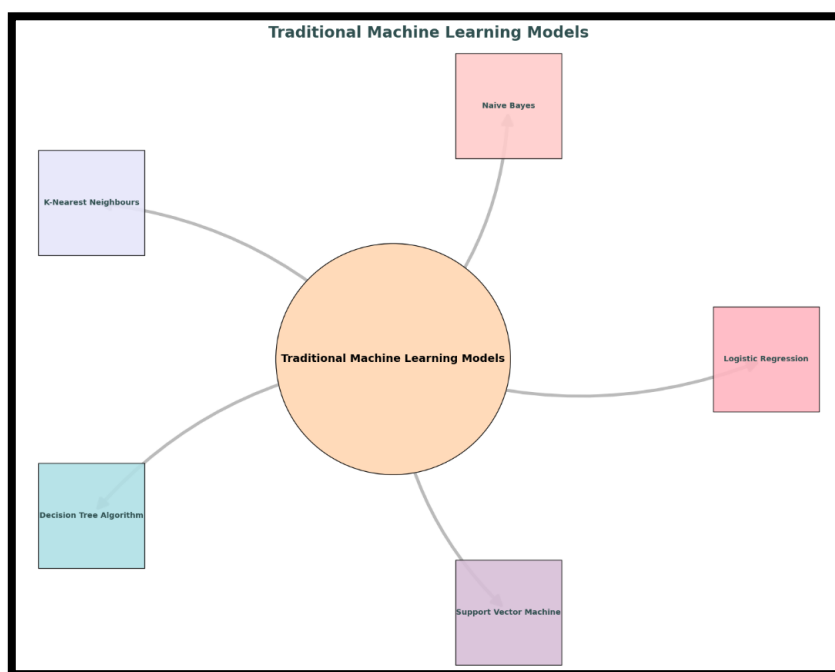 Traditional Machine Learning Models
Naive Bayes
K-Nearest Neighbours
Traditional Machine Learning Models
Logistic Regression
Decision Tree Algorithm
Support Vector Machine